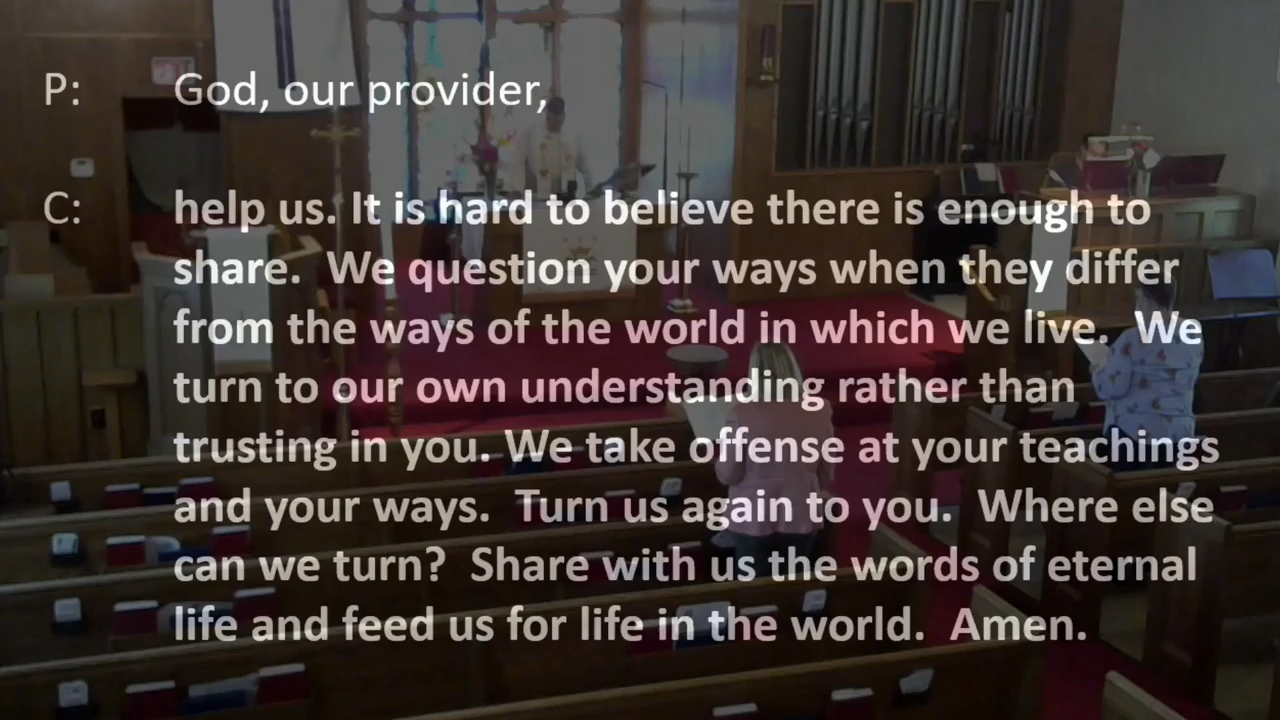 P: God, our provider,
C: help us. It is hard to believe there is enough to
share. We question your ways when they differ
from the ways of the world in which we live. We
turn to our own understanding rather than
trusting in you. We take offense at your teachings
and your ways. Turn us again to you. Where else
can we turn? Share with us the words of eternal
life and feed us for life in the world. Amen.